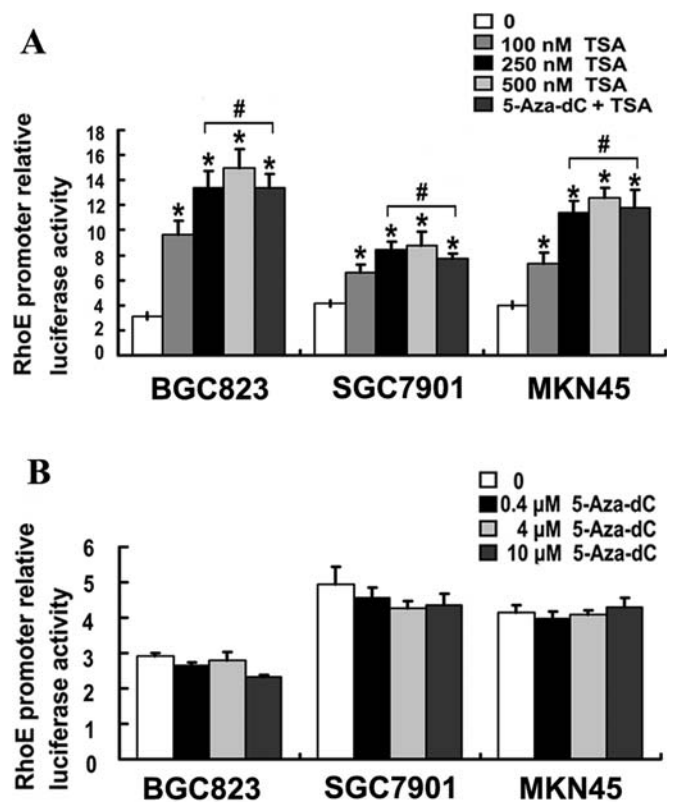 A
0
100 nM TSA
250 nM TSA
500 nM TSA
5-Aza-dC + TSA
RhoE promoter relative
luciferase activity
18
16
14
12
10
8
6
4
2
0
*
*
*
*
#
*
*
*
*
#
*
*
*
*
#
BGC823
SGC7901
MKN45
B
0
0.4 µM 5-Aza-dC
4 µM 5-Aza-dC
10 µM 5-Aza-dC
RhoE promoter relative
luciferase activity
6
5
4
3
2
1
0
BGC823
SGC7901
MKN45